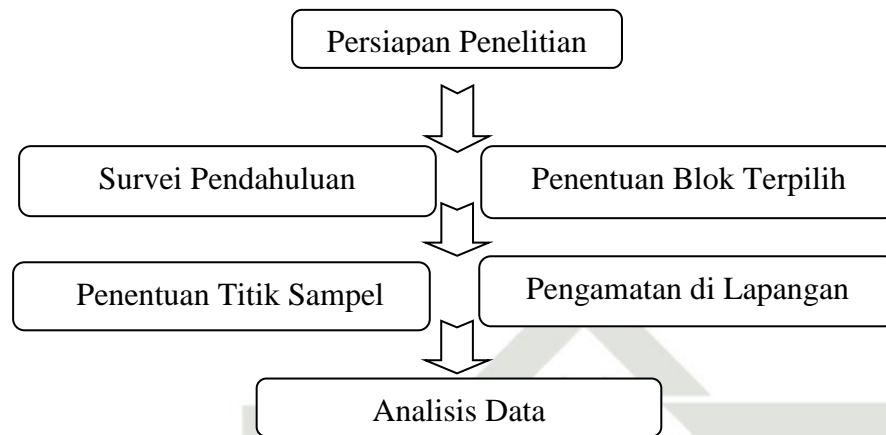 Persiapan Penelitian
Survei Pendahuluan
Penentuan Blok Terpilih
Penentuan Titik Sampel
Pengamatan di Lapangan
Analisis Data